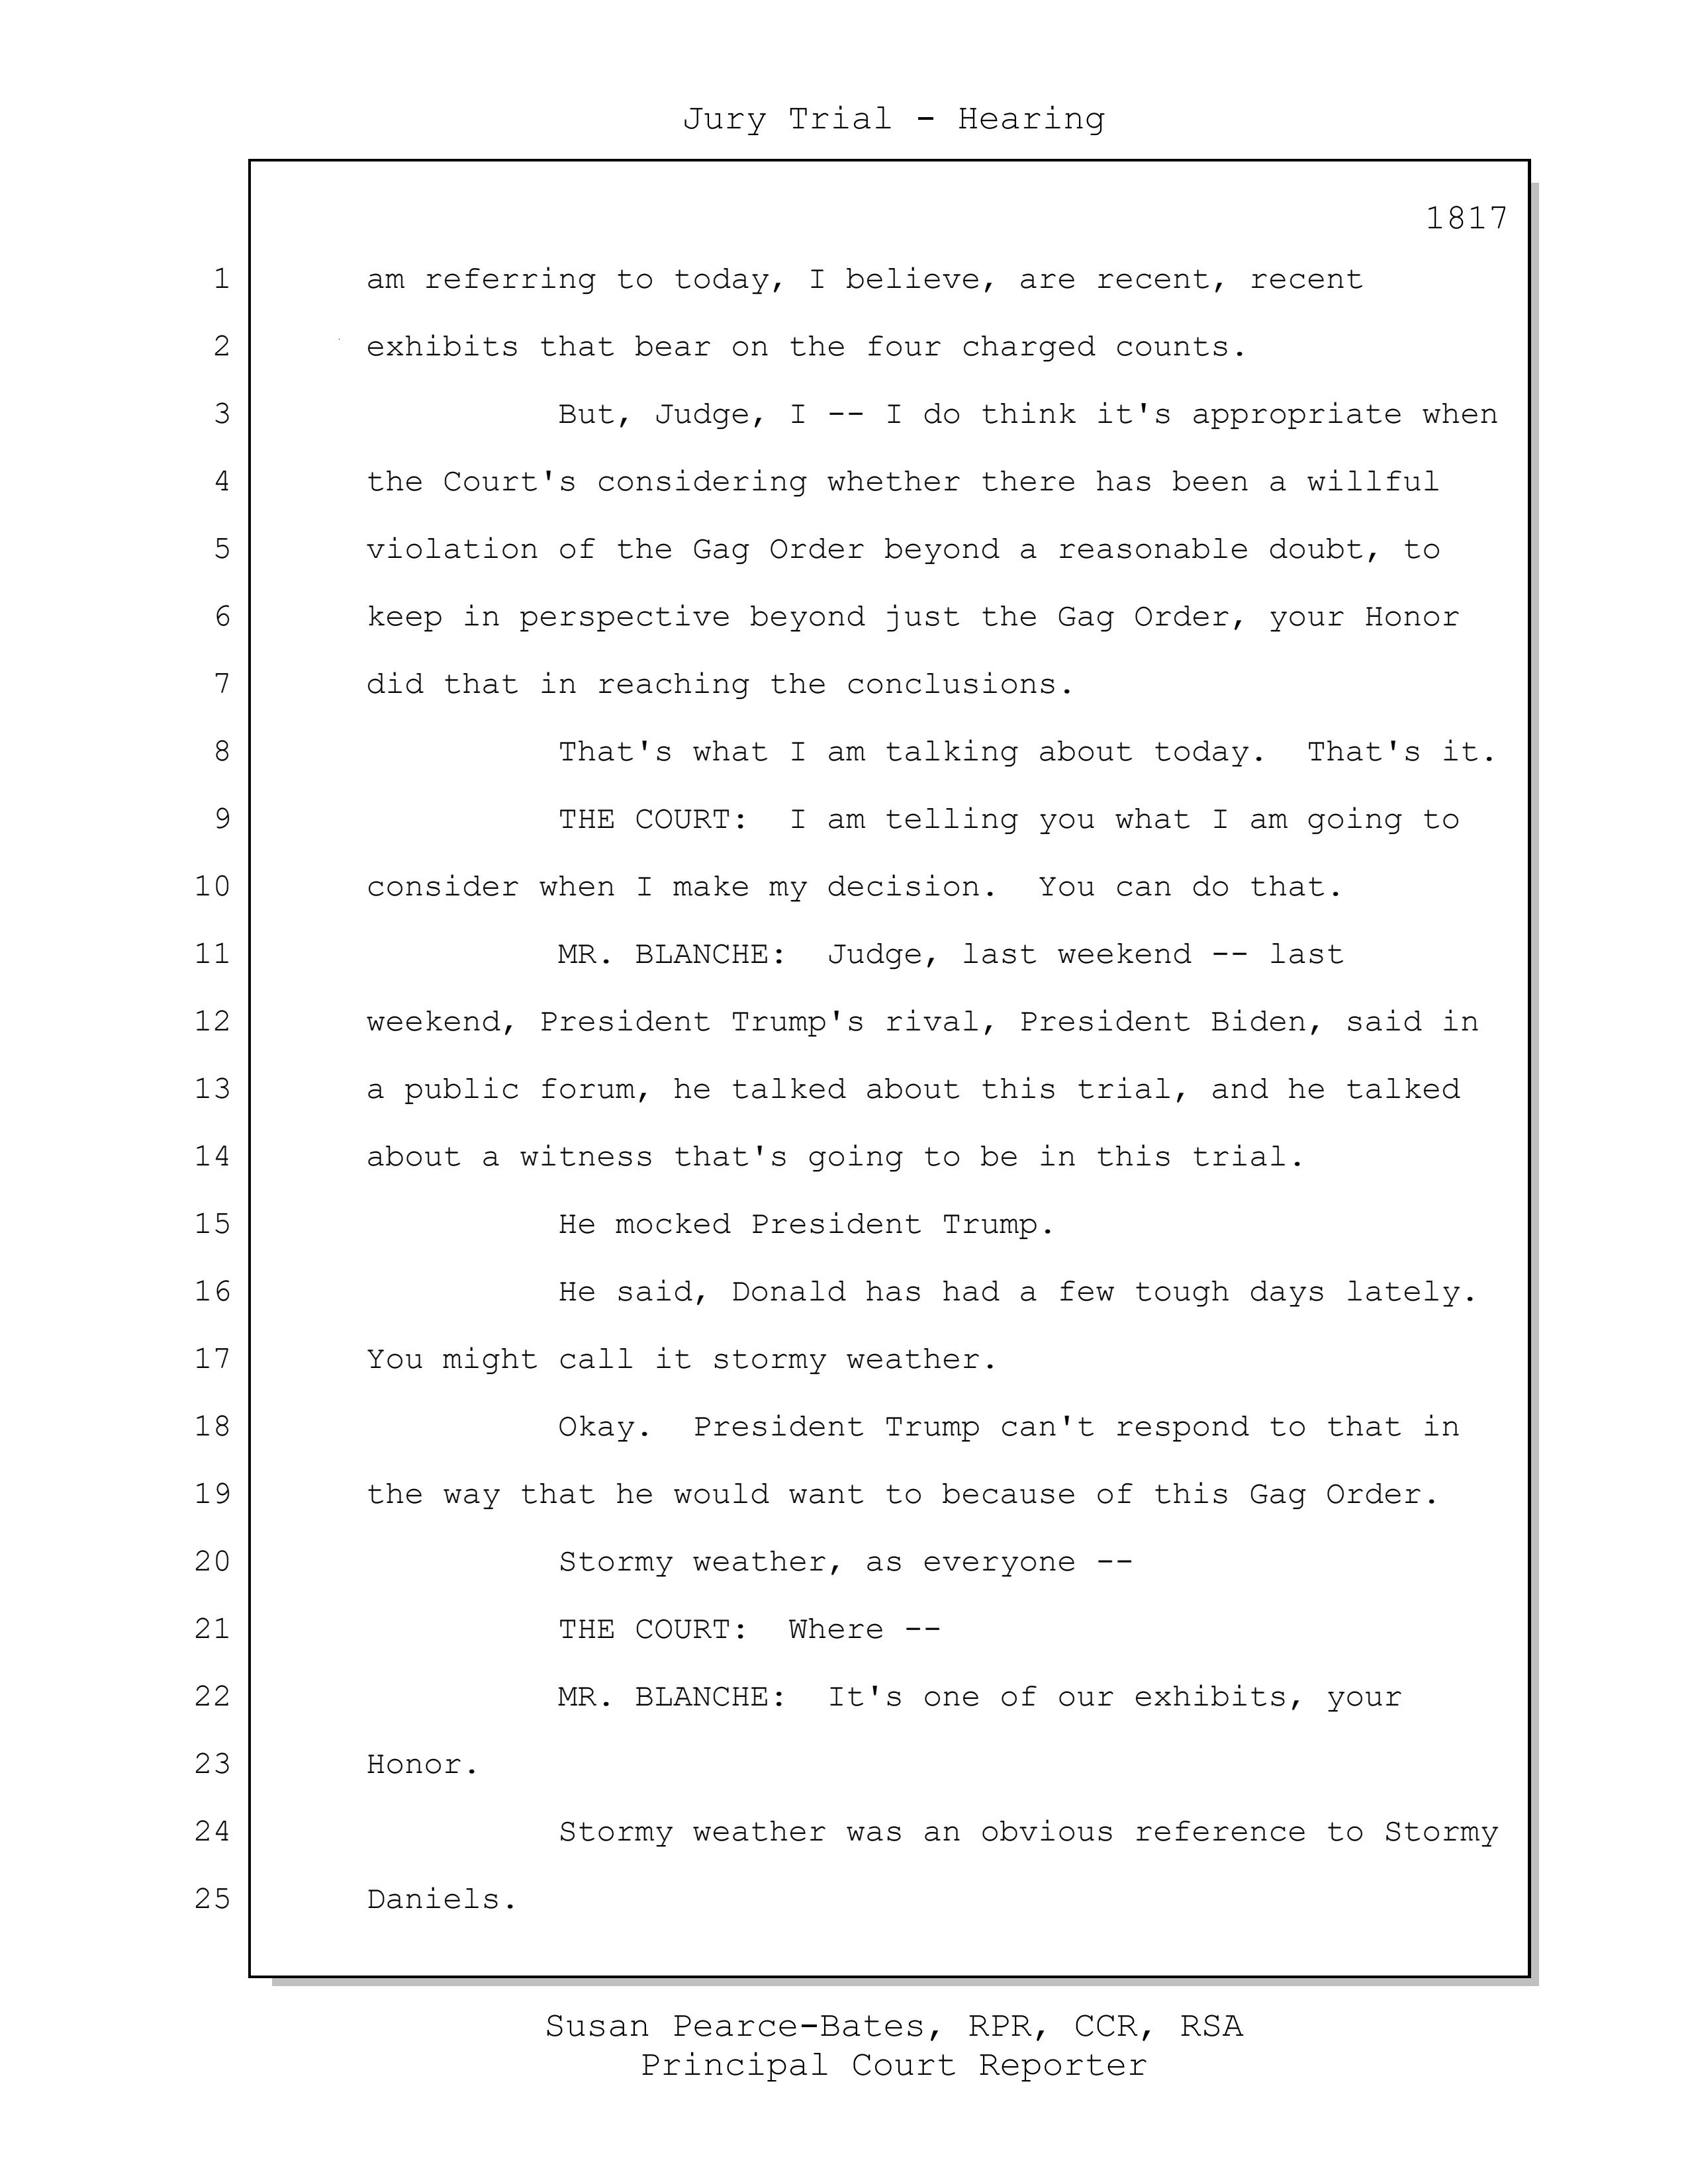 Jury Trial - Hearing
1817
1 am referring to today, I believe, are recent, recent
2 exhibits that bear on the four charged counts.
3 But, Judge, I -- I do think it's appropriate when
4 the Court's considering whether there has been a willful
5 violation of the Gag Order beyond a reasonable doubt, to
6 keep in perspective beyond just the Gag Order, your Honor
7 did that in reaching the conclusions.
8 That's what I am talking about today.  That's it.
9 THE COURT:  I am telling you what I am going to
10 consider when I make my decision.  You can do that.
11 MR. BLANCHE:  Judge, last weekend -- last
12 weekend, President Trump's rival, President Biden, said in
13 a public forum, he talked about this trial, and he talked
14 about a witness that's going to be in this trial.
15 He mocked President Trump.
16 He said, Donald has had a few tough days lately.
17 You might call it stormy weather.
18 Okay.  President Trump can't respond to that in
19 the way that he would want to because of this Gag Order.
20 Stormy weather, as everyone --
21 THE COURT:  Where --
22 MR. BLANCHE:  It's one of our exhibits, your
23 Honor.
24 Stormy weather was an obvious reference to Stormy
25 Daniels.
Susan Pearce-Bates, RPR, CCR, RSA
Principal Court Reporter